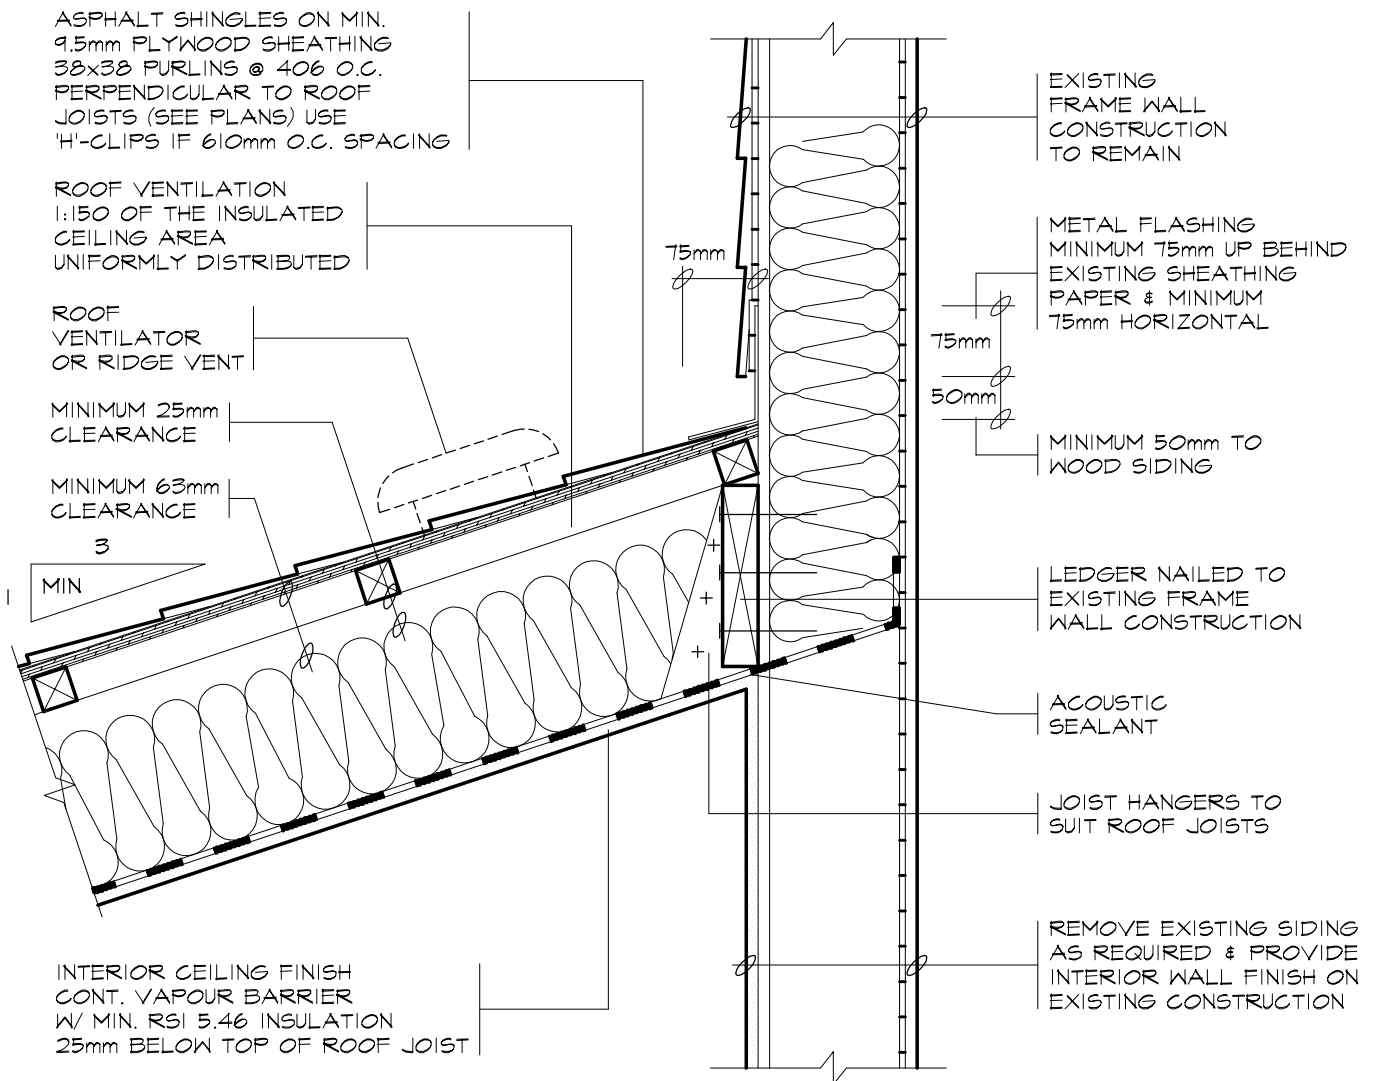 ASPHALT SHINGLES ON MIN.
9.5mm PLYWOOD SHEATHING
38x38 PURLINS @ 406 O.C.
PERPENDICULAR TO ROOF
JOISTS (SEE PLANS) USE
'H'-CLIPS IF 610mm O.C. SPACING
ROOF VENTILATION
1:150 OF THE INSULATED
CEILING AREA
UNIFORMLY DISTRIBUTED
ROOF
VENTILATOR
OR RIDGE VENT
MINIMUM 25mm
CLEARANCE
MINIMUM 63mm
CLEARANCE
3
MIN
1
INTERIOR CEILING FINISH
CONT. VAPOUR BARRIER
W/ MIN. RSI 5.46 INSULATION
25mm BELOW TOP OF ROOF JOIST
75mm
EXISTING
FRAME WALL
CONSTRUCTION
TO REMAIN
METAL FLASHING
MINIMUM 75mm UP BEHIND
EXISTING SHEATHING
PAPER & MINIMUM
75mm HORIZONTAL
75mm
50mm
MINIMUM 50mm TO
WOOD SIDING
LEDGER NAILED TO
EXISTING FRAME
WALL CONSTRUCTION
ACOUSTIC
SEALANT
JOIST HANGERS TO
SUIT ROOF JOISTS
REMOVE EXISTING SIDING
AS REQUIRED & PROVIDE
INTERIOR WALL FINISH ON
EXISTING CONSTRUCTION